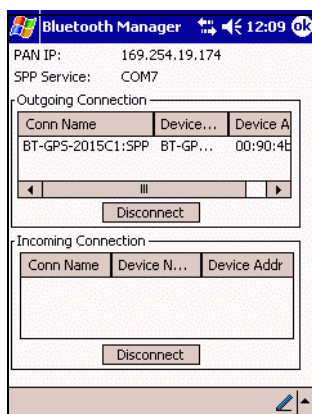 Bluetooth Manager 12:09 ok
PAN IP: 169.254.19.174
SPP Service: COM7
Outgoing Connection
Conn Name Device... Device A
BT-GPS-2015C1:SPP BT-GP... 00:90:4b
Disconnect
Incoming Connection
Conn Name Device N... Device Addr
Disconnect